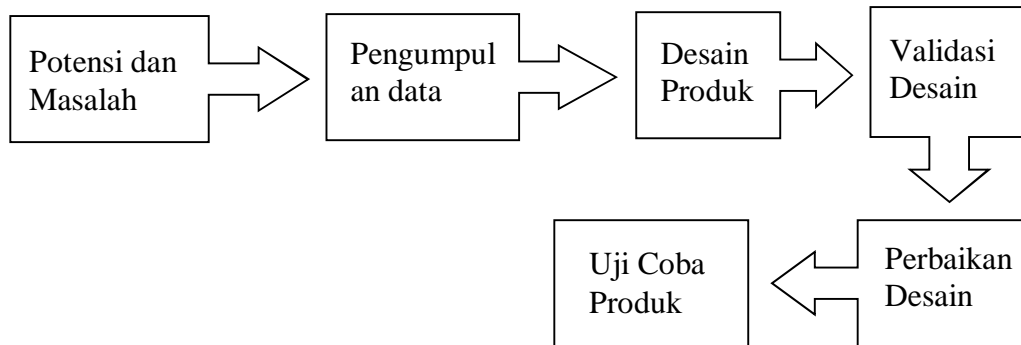 Potensi dan
Masalah
Pengumpul
an data
Desain
Produk
Validasi
Desain
Perbaikan
Desain
Uji Coba
Produk